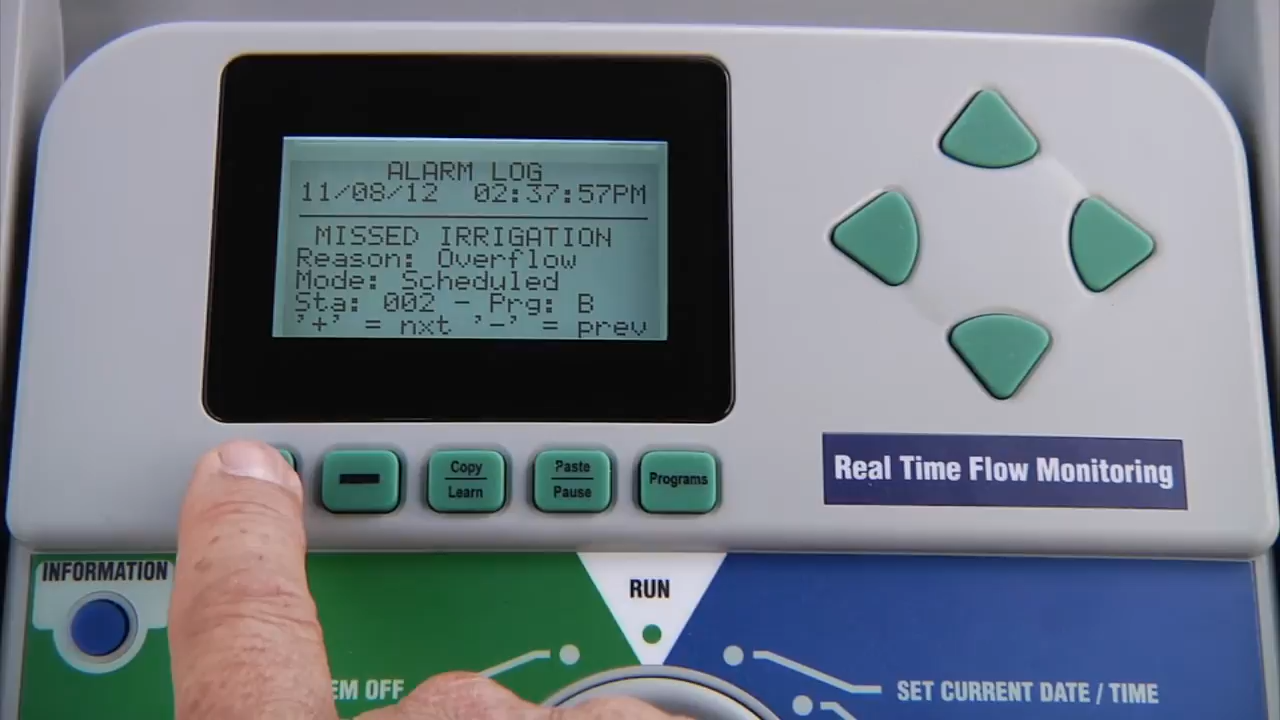 ALARM LOG
11/08/12 02:37:57PM
MISSED IRRIGATION
Reason: Overflow
Mode: Scheduled
Sta: 002 - Prg: B
'+' = nxt '-' = prev
Copy
Learn
Paste
Pause
Programs
Real Time Flow Monitoring
INFORMATION
RUN
EM OFF
SET CURRENT DATE / TIME